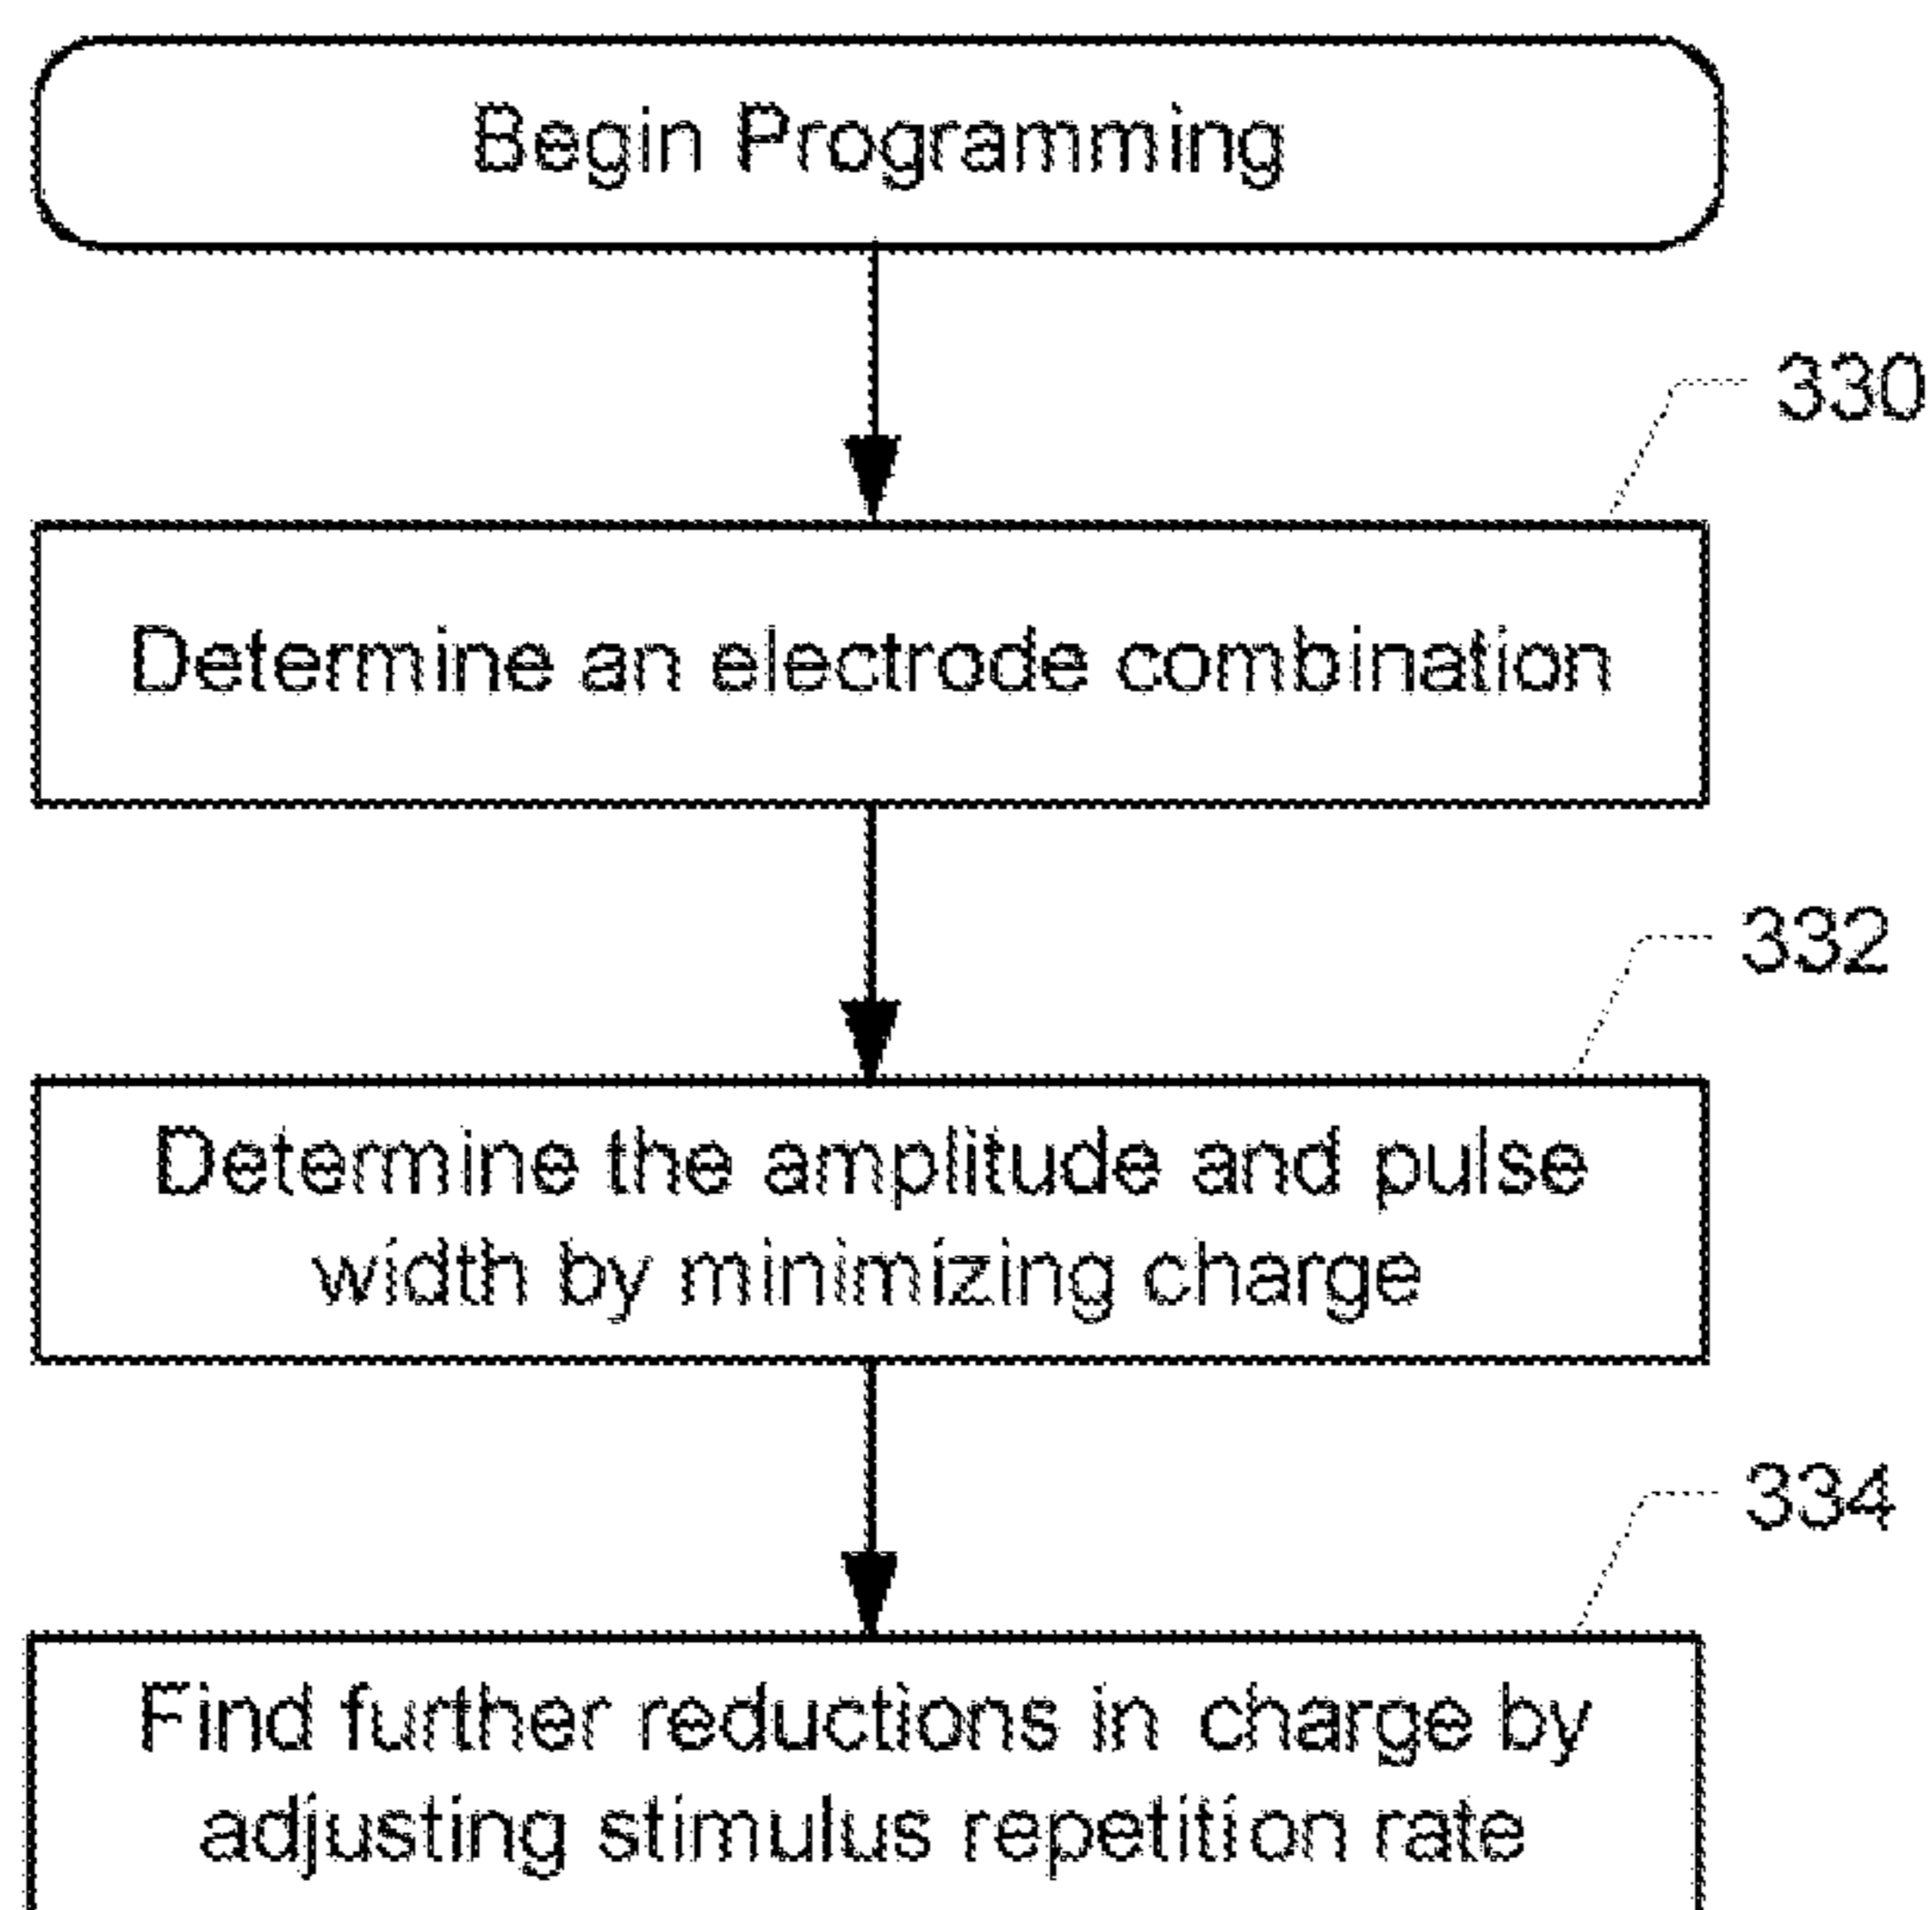 Begin Programming
330
Determine an electrode combination
332
Determine the amplitude and pulse
width by minimizing charge
334
Find further reductions in charge by
adjusting stimulus repetition rate